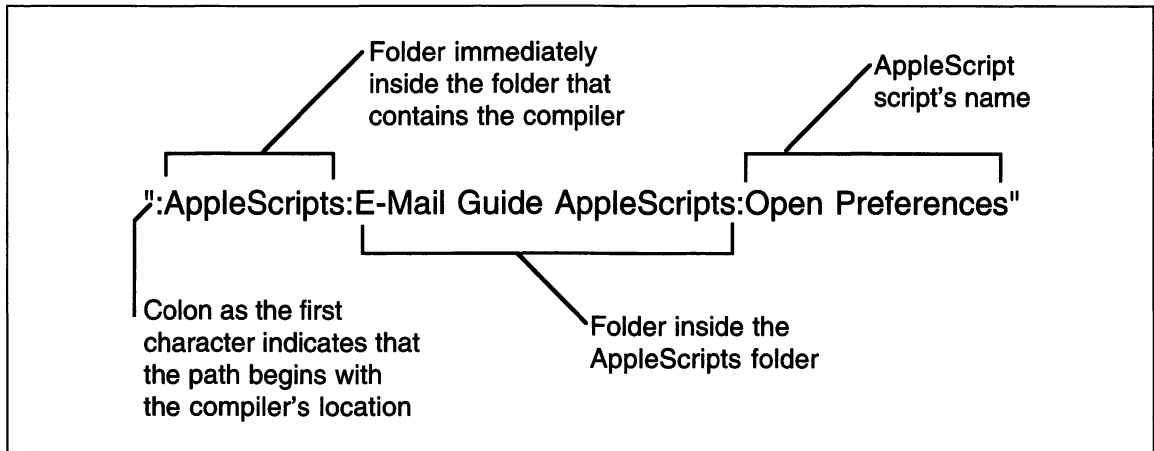 Folder immediately
inside the folder that
contains the compiler
AppleScript
script's name
":AppleScripts:E-Mail Guide AppleScripts:Open Preferences"
Colon as the first
character indicates that
the path begins with
the compiler's location
Folder inside the
AppleScripts folder